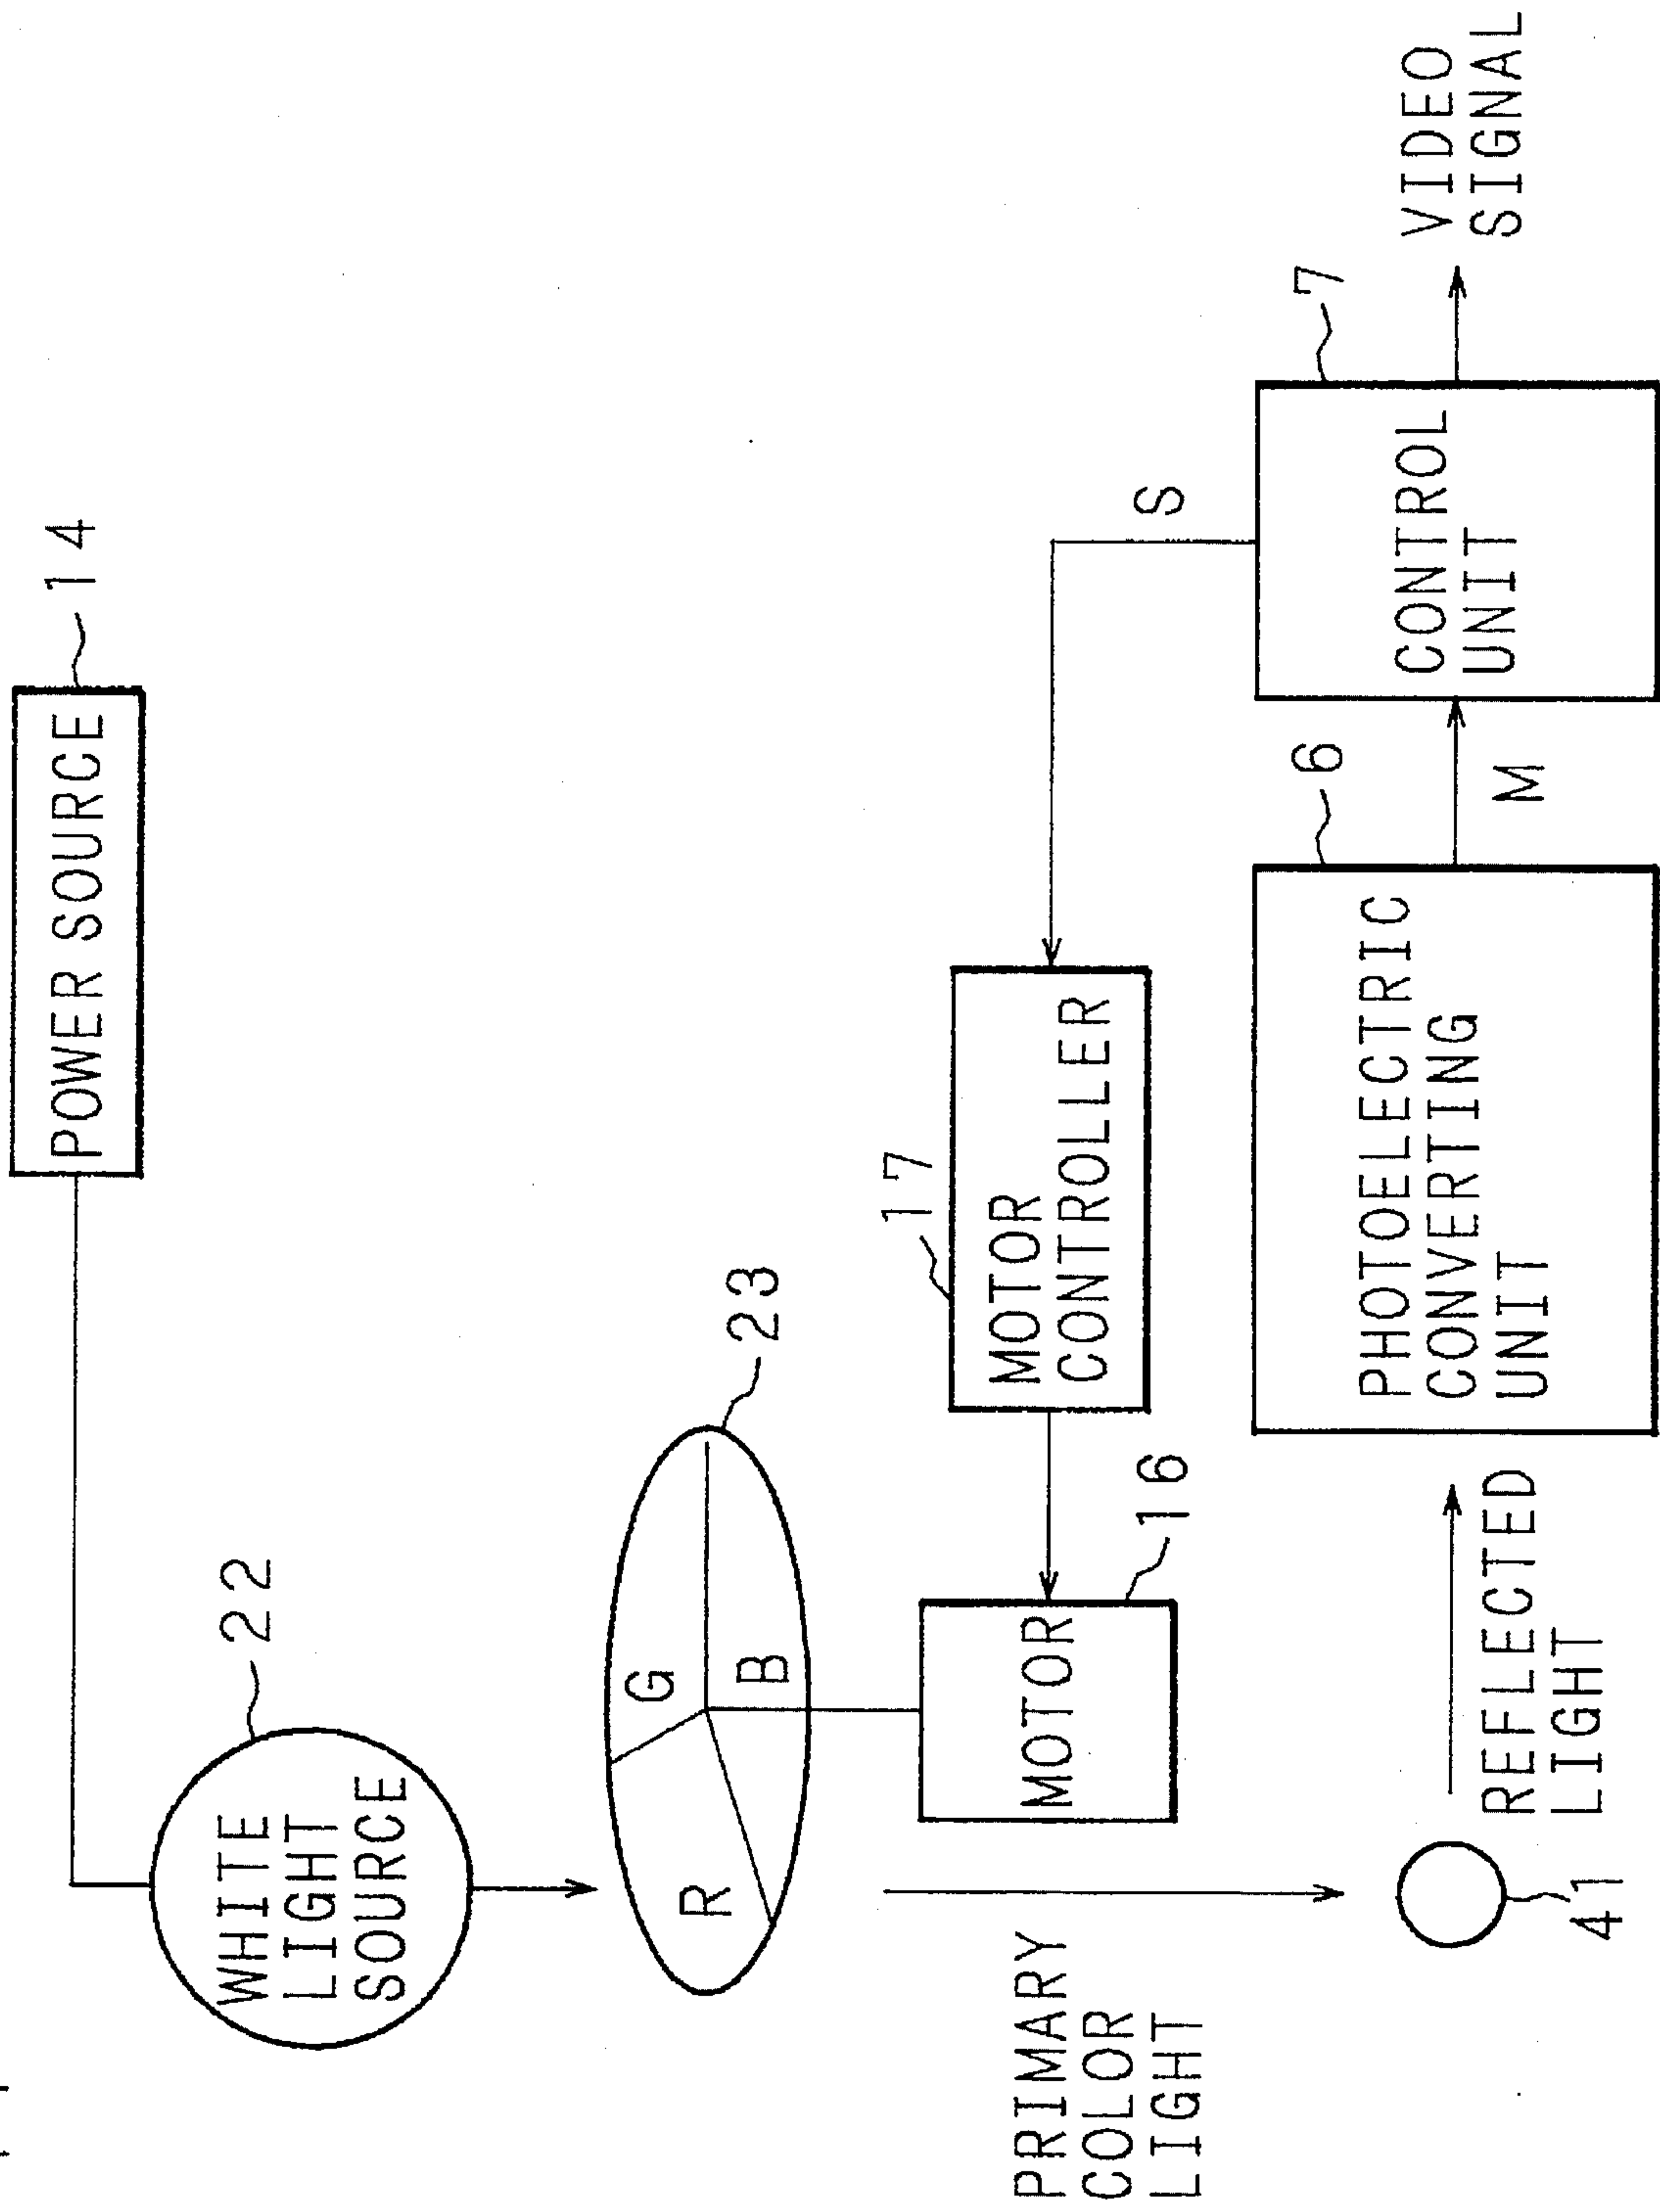 POWER SOURCE
14
WHITE
LIGHT
SOURCE
22
R
G
B
23
MOTOR
16
MOTOR
CONTROLLER
17
S
PRIMARY
COLOR
LIGHT
41
REFLECTED
LIGHT
PHOTOELECTRIC
CONVERTING
UNIT
6
M
CONTROL
UNIT
7
VIDEO
SIGNAL